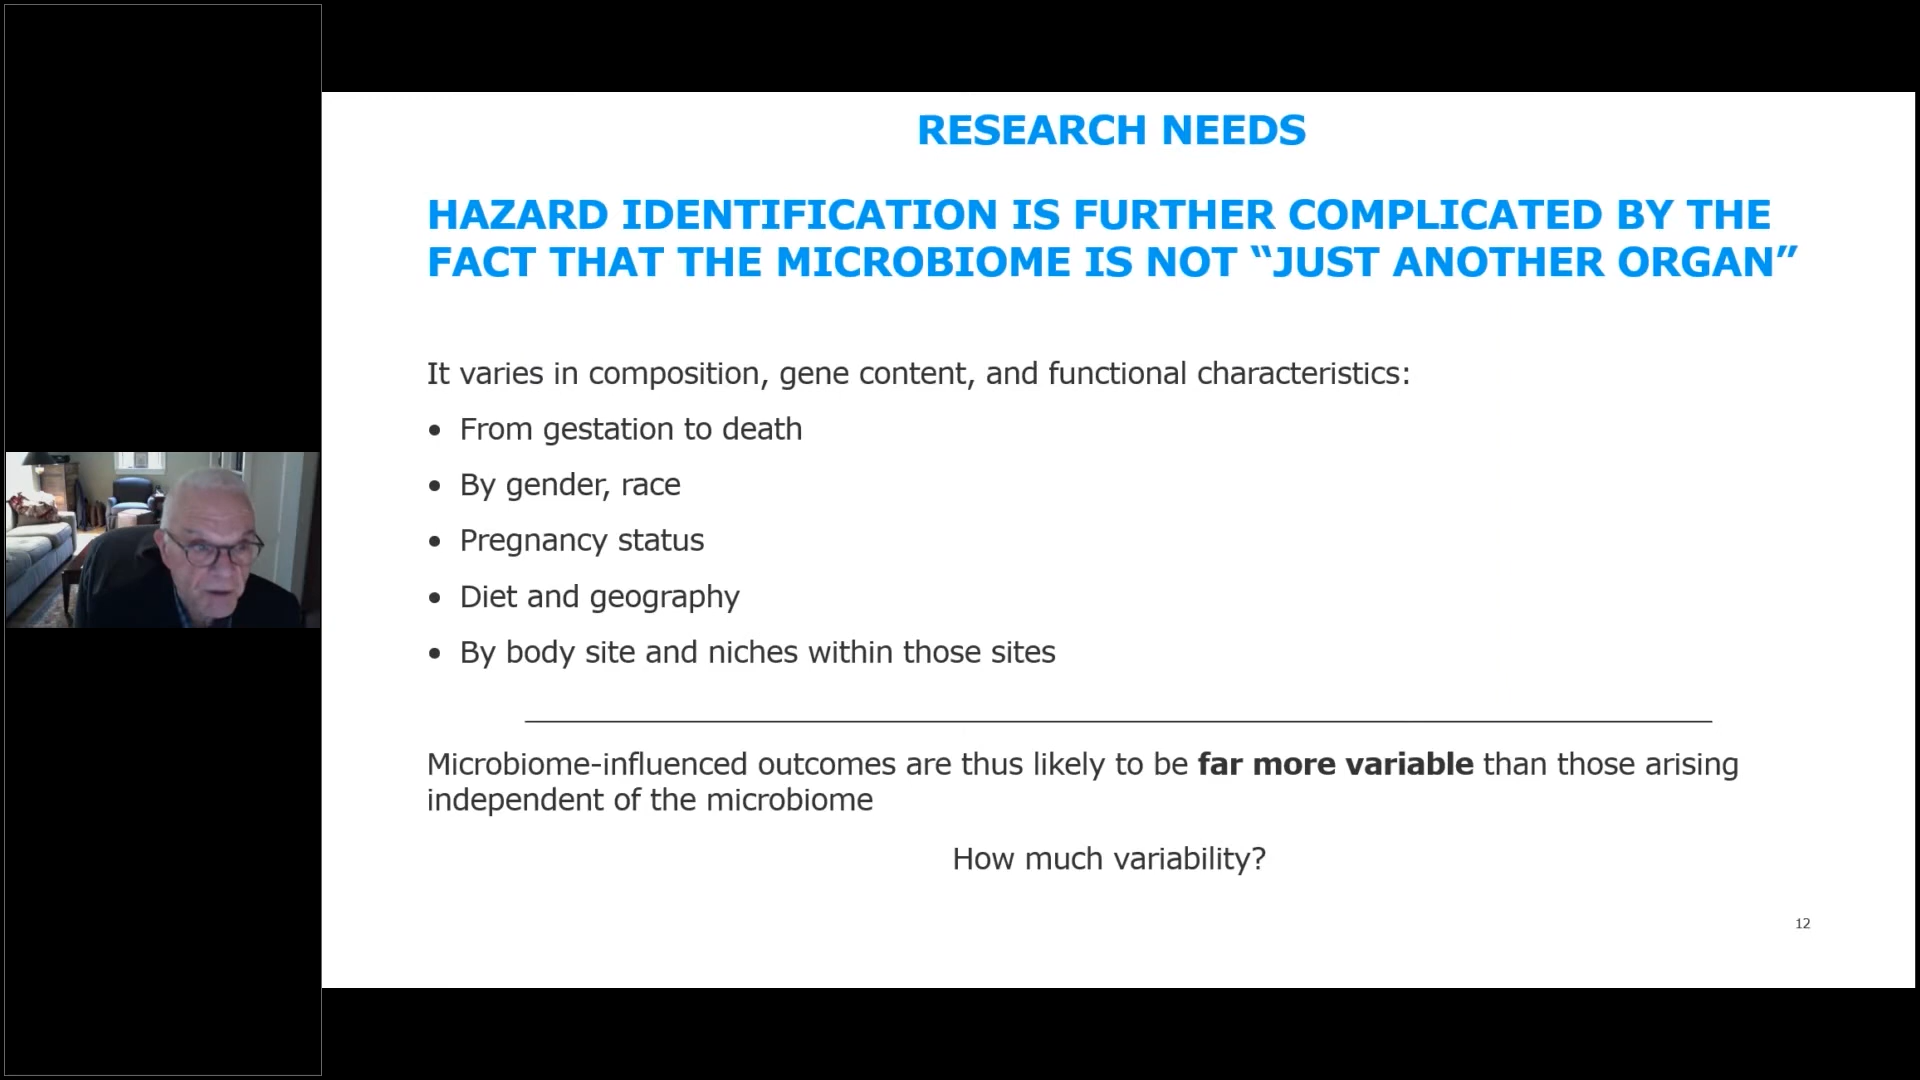 RESEARCH NEEDS
HAZARD IDENTIFICATION IS FURTHER COMPLICATED BY THE
FACT THAT THE MICROBIOME IS NOT “JUST ANOTHER ORGAN”
It varies in composition, gene content, and functional characteristics:
• From gestation to death
• By gender, race
• Pregnancy status
• Diet and geography
• By body site and niches within those sites
Microbiome-influenced outcomes are thus likely to be far more variable than those arising
independent of the microbiome
How much variability?
12